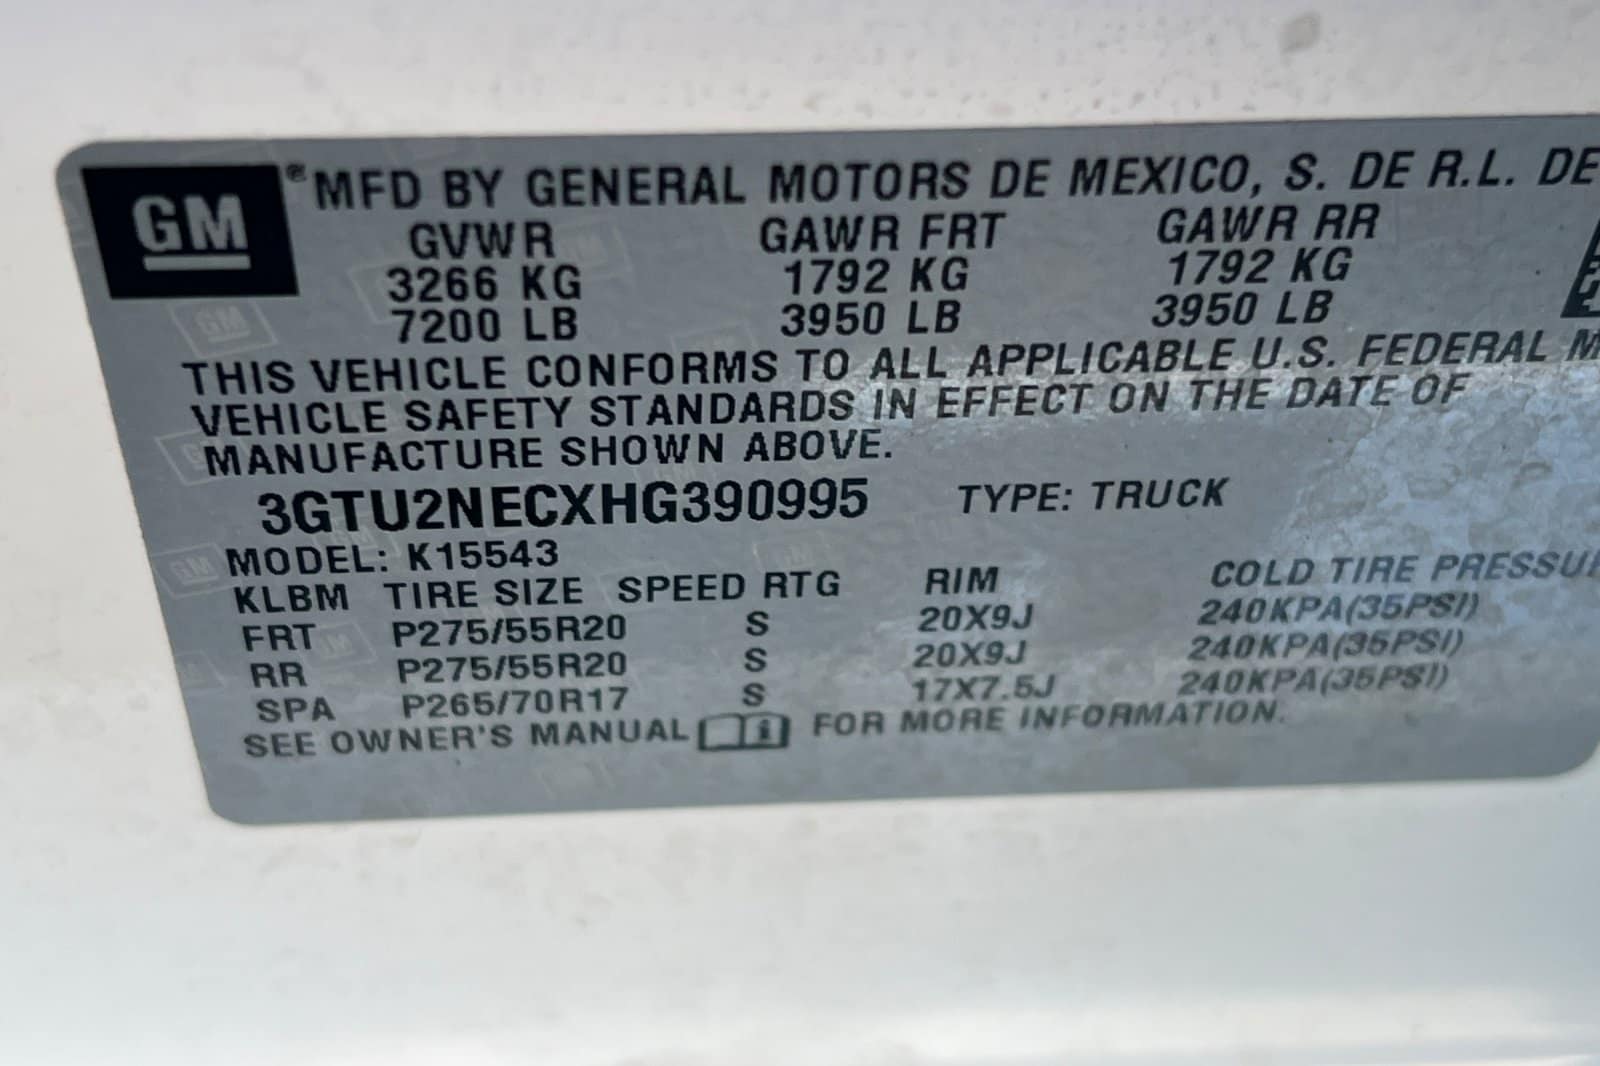 GM ® MFD BY GENERAL MOTORS DE MEXICO, S. DE R.L. DE
GVWR GAWR FRT GAWR RR
3266 KG 1792 KG 1792 KG
7200 LB 3950 LB 3950 LB
THIS VEHICLE CONFORMS TO ALL APPLICABLE U.S. FEDERAL M
VEHICLE SAFETY STANDARDS IN EFFECT ON THE DATE OF
MANUFACTURE SHOWN ABOVE.
3GTU2NECXHG390995 TYPE: TRUCK
MODEL: K15543
KLBM TIRE SIZE SPEED RTG RIM COLD TIRE PRESSUR
FRT P275/55R20 S 20X9J 240KPA(35PSI)
RR P275/55R20 S 20X9J 240KPA(35PSI)
SPA P265/70R17 S 17X7.5J 240KPA(35PSI)
SEE OWNER'S MANUAL i FOR MORE INFORMATION.